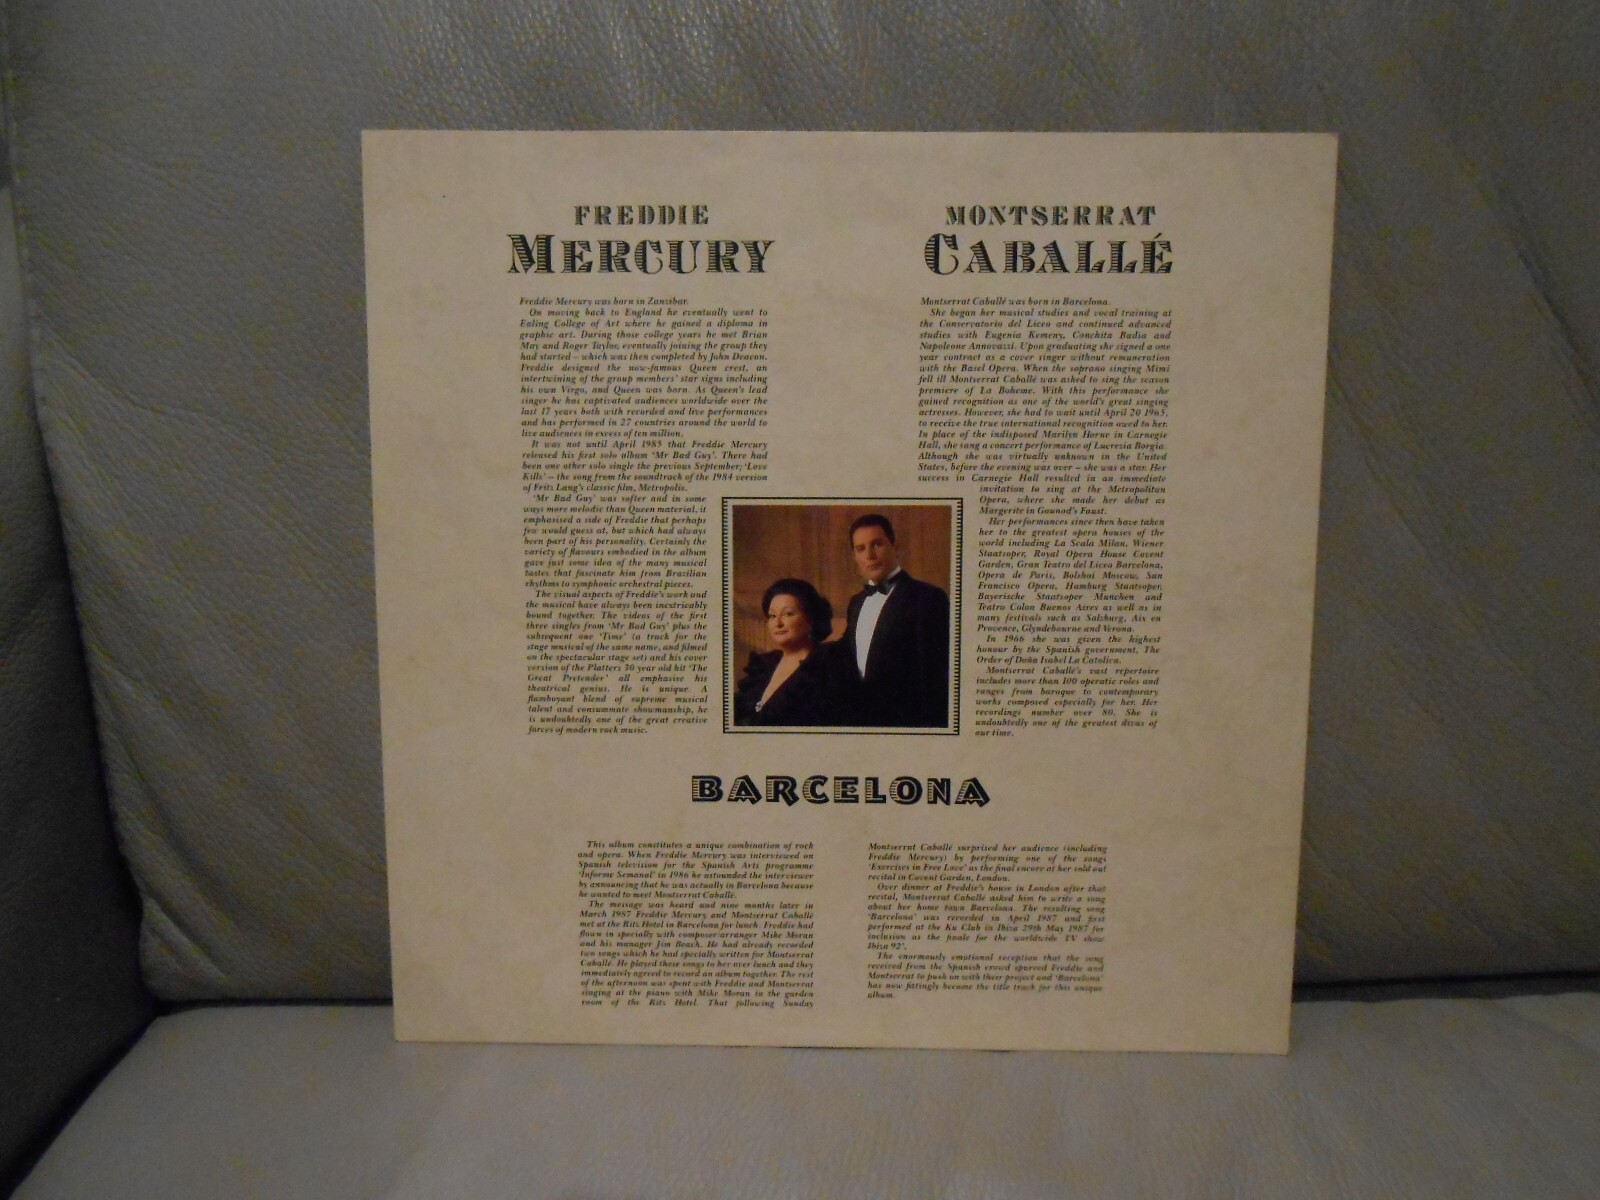 FREDDIE
MERCURY
Freddie Mercury was born in Zanzibar.
On moving back to England he eventually went to
Ealing College of Art where he gained a diploma in
graphic art. During those college years he met Brian
May and Roger Taylor, eventually joining the group they
had started – which was then completed by John Deacon.
Freddie designed the now-famous Queen crest, an
intertwining of the group members' star signs including
his own Virgo, and Queen was born. As Queen's lead
singer he has captivated audiences worldwide over the
last 17 years both with recorded and live performances
and has performed in 27 countries around the world to
live audiences in excess of ten million.
It was not until April 1985 that Freddie Mercury
released his first solo album 'Mr Bad Guy'. There had
been one other solo single the previous September; 'Love
Kills' – the song from the soundtrack of the 1984 version
of Fritz Lang's classic film, Metropolis.
'Mr Bad Guy' was softer and in some
ways more melodic than Queen material, it
emphasised a side of Freddie that perhaps
few would guess at, but which had always
been part of his personality. Certainly the
variety of flavours embodied in the album
gave just some idea of the many musical
tastes that fascinate him from Brazilian
rhythms to symphonic orchestral pieces.
The visual aspects of Freddie's work and
the musical have always been inextricably
bound together. The videos of the first
three singles from 'Mr Bad Guy' plus the
subsequent one 'Time' (a track for the
stage musical of the same name, and filmed
on the spectacular stage set) and his cover
version of the Platters 30 year old hit 'The
Great Pretender' all emphasise his
theatrical genius. He is unique. A
flamboyant blend of supreme musical
talent and consummate showmanship, he
is undoubtedly one of the great creative
forces of modern rock music.
MONTSERRAT
CABALLÉ
Montserrat Caballé was born in Barcelona.
She began her musical studies and vocal training at
the Conservatorio del Liceo and continued advanced
studies with Eugenia Kemeny, Conchita Badia and
Napoleone Annovazzi. Upon graduating she signed a one
year contract as a cover singer without remuneration
with the Basel Opera. When the soprano singing Mimi
fell ill Montserrat Caballé was asked to sing the season
premiere of La Boheme. With this performance she
gained recognition as one of the world's great singing
actresses. However, she had to wait until April 20 1965,
to receive the true international recognition owed to her.
In place of the indisposed Marilyn Horne in Carnegie
Hall, she sang a concert performance of Lucrezia Borgia.
Although she was virtually unknown in the United
States, before the evening was over – she was a star. Her
success in Carnegie Hall resulted in an immediate
invitation to sing at the Metropolitan
Opera, where she made her debut as
Margerite in Gounod's Faust.
Her performances since then have taken
her to the greatest opera houses of the
world including La Scala Milan, Wiener
Staatsoper, Royal Opera House Covent
Garden, Gran Teatro del Liceo Barcelona,
Opera de Paris, Bolshoi Moscow, San
Francisco Opera, Hamburg Staatsoper,
Bayerische Staatsoper Munchen and
Teatro Colon Buenos Aires as well as in
many festivals such as Salzburg, Aix en
Provence, Glyndebourne and Verona.
In 1966 she was given the highest
honour by the Spanish government, The
Order of Doña Isabel La Catolica.
Montserrat Caballé's vast repertoire
includes more than 100 operatic roles and
ranges from baroque to contemporary
works composed especially for her. Her
recordings number over 80. She is
undoubtedly one of the greatest divas of
our time.
BARCELONA
This album constitutes a unique combination of rock
and opera. When Freddie Mercury was interviewed on
Spanish television for the Spanish Arts programme
'Informe Semanal' in 1986 he astounded the interviewer
by announcing that he was actually in Barcelona because
he wanted to meet Montserrat Caballé.
The message was heard and nine months later in
March 1987 Freddie Mercury and Montserrat Caballé
met at the Ritz Hotel in Barcelona for lunch. Freddie had
flown in specially with composer/arranger Mike Moran
and his manager Jim Beach. He had already recorded
two songs which he had specially written for Montserrat
Caballé. He played these songs to her over lunch and they
immediately agreed to record an album together. The rest
of the afternoon was spent with Freddie and Montserrat
singing at the piano with Mike Moran in the garden
room of the Ritz Hotel. That following Sunday
Montserrat Caballé surprised her audience (including
Freddie Mercury) by performing one of the songs
'Exercises in Free Love' as the final encore at her sold out
recital in Covent Garden, London.
Over dinner at Freddie's house in London after that
recital, Montserrat Caballé asked him to write a song
about her home town Barcelona. The resulting song
'Barcelona' was recorded in April 1987 and first
performed at the Ku Club in Ibiza 29th May 1987 for
inclusion as the finale for the worldwide TV show
Ibiza 92'.
The enormously emotional reception that the song
received from the Spanish crowd spurred Freddie and
Montserrat to push on with their project and 'Barcelona'
has now fittingly become the title track for this unique
album.